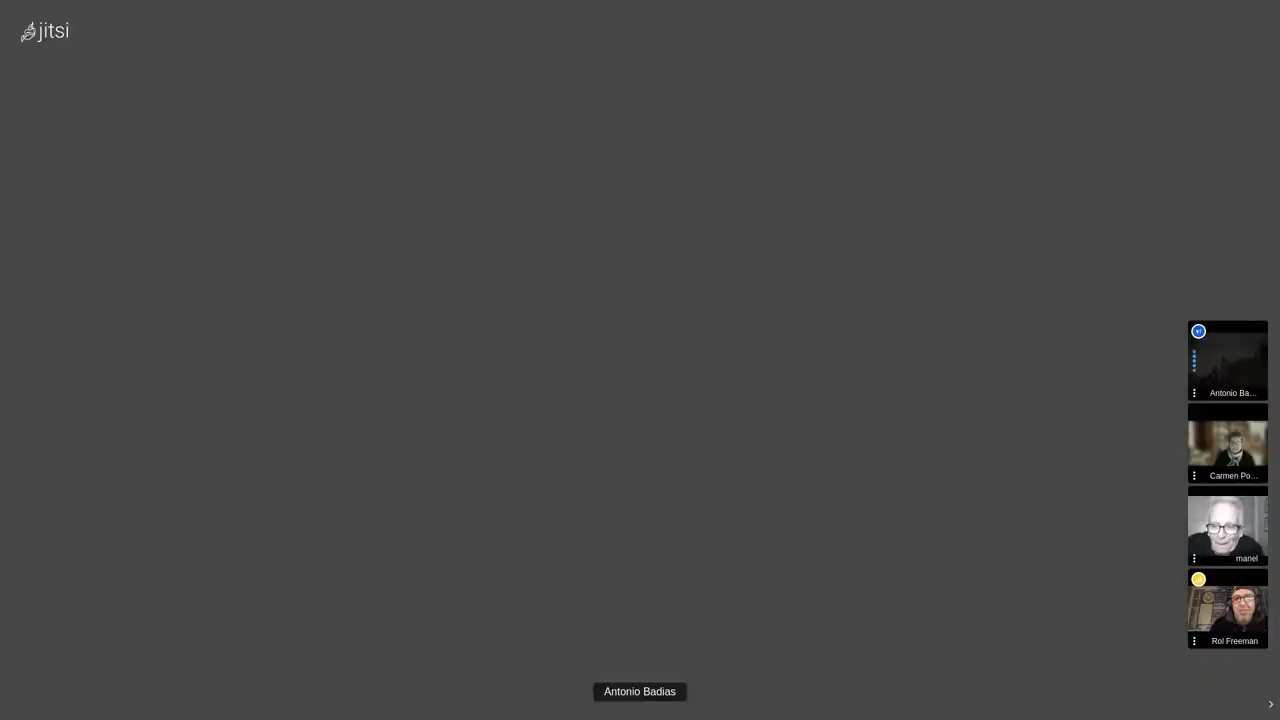 jitsi
Antonio Ba...
Carmen Po...
manel
Rol Freeman
Antonio Badias